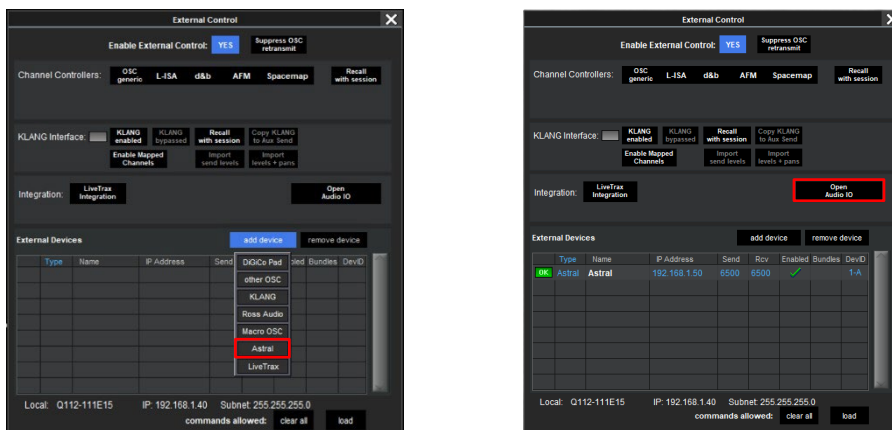 External Control
Enable External Control: YES Suppress OSC retransmit
Channel Controllers: OSC generic L-ISA d&b AFM Spacemap Recall with session
KLANG Interface: KLANG enabled KLANG bypassed Recall with session Copy KLANG to Aux Send
Enable Mapped Channels Import send levels Import levels + pans
Integration: LiveTrax Integration Open Audio IO
External Devices add device remove device
Type Name IP Address Send DiGiCo Pad Bundles DevID
other OSC
KLANG
Ross Audio
Macro OSC
Astral
LiveTrax
Local: Q112-111E15 IP: 192.168.1.40 Subnet 255.255.255.0
commands allowed: clear all load
External Control
Enable External Control: YES Suppress OSC retransmit
Channel Controllers: OSC generic L-ISA d&b AFM Spacemap Recall with session
KLANG Interface: KLANG enabled KLANG bypassed Recall with session Copy KLANG to Aux Send
Enable Mapped Channels Import send levels Import levels + pans
Integration: LiveTrax Integration Open Audio IO
External Devices add device remove device
Type Name IP Address Send Rcv Enabled Bundles DevID
OK Astral Astral 192.168.1.50 6500 6500 1-A
Local: Q112-111E15 IP: 192.168.1.40 Subnet 255.255.255.0
commands allowed: clear all load